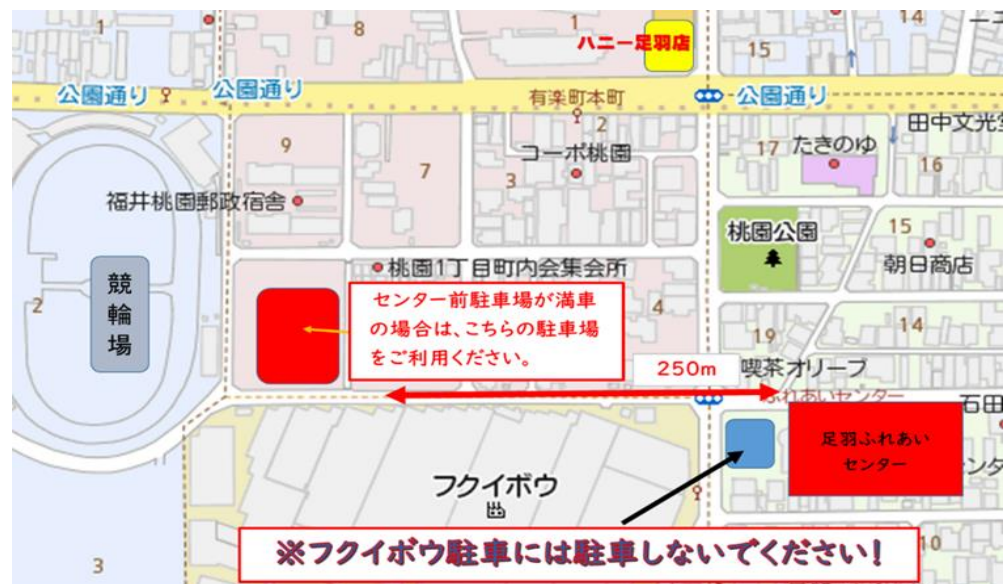 1
8
1
ハニー足羽店
15
14
公園通り
公園通り
有楽町本町
公園通り
9
7
2
コーポ桃園
3
17
たきのゆ
田中文光
16
福井桃園郵政宿舎
桃園公園
15
朝日商店
競輪場
2
桃園1丁目町内会集会所
センター前駐車場が満車
の場合は、こちらの駐車場
をご利用ください。
4
19
14
250m
喫茶オリーブ
ふれあいセンター
石田
足羽ふれあい
センター
ンタ
フクイボウ
※フクイボウ駐車には駐車しないでください!
10
3